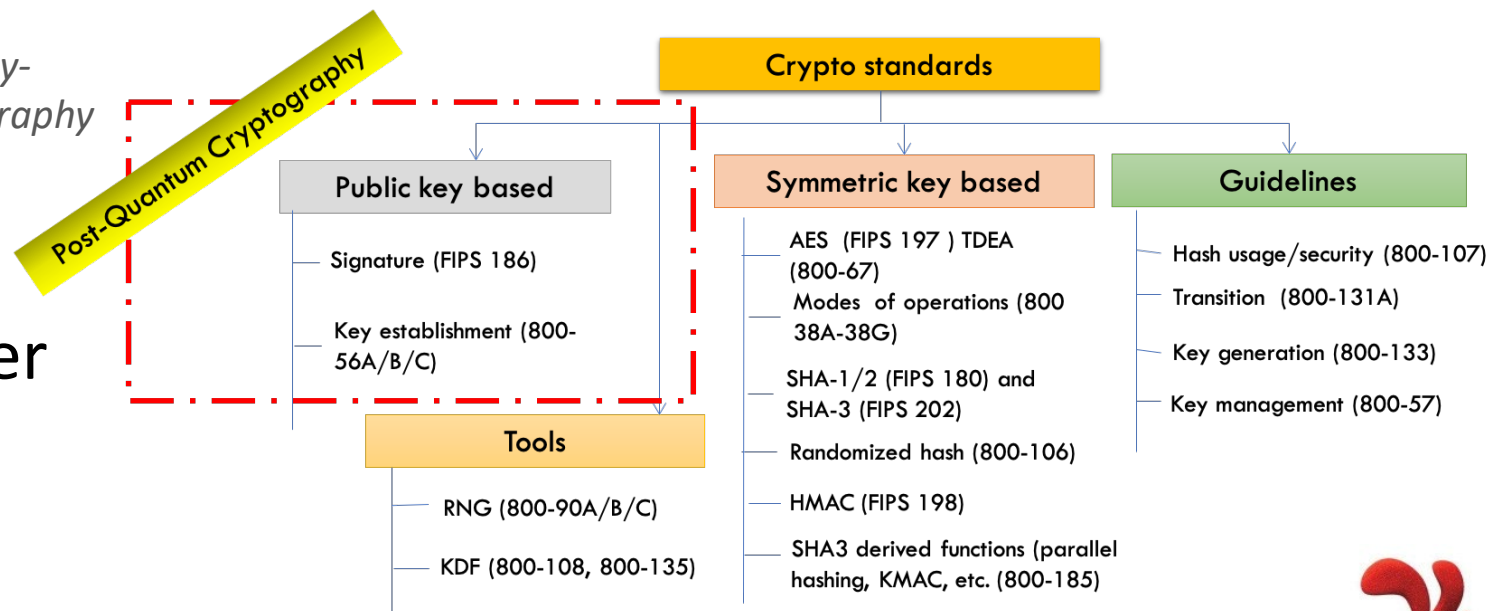 y-
raphy
er
Post-Quantum Cryptography
Crypto standards
Public key based
Signature (FIPS 186)
Key establishment (800-
56A/B/C)
Tools
RNG (800-90A/B/C)
KDF (800-108, 800-135)
Symmetric key based
AES (FIPS 197 ) TDEA
(800-67)
Modes of operations (800
38A-38G)
SHA-1/2 (FIPS 180) and
SHA-3 (FIPS 202)
Randomized hash (800-106)
HMAC (FIPS 198)
SHA3 derived functions (parallel
hashing, KMAC, etc. (800-185)
Guidelines
Hash usage/security (800-107)
Transition (800-131A)
Key generation (800-133)
Key management (800-57)